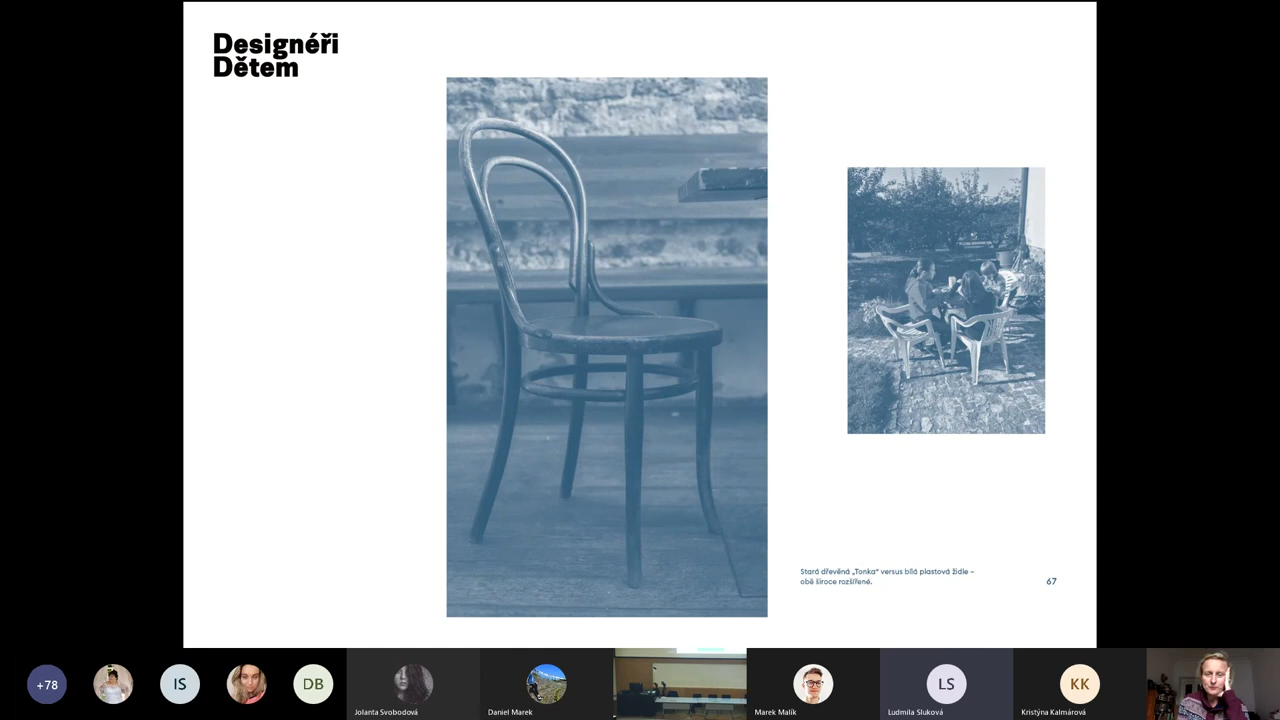 Designéři
Dětem
Stará dřevěná „Tonka“ versus bílá plastová židle –
obě široce rozšířené.
67
+78
IS
DB
Jolanta Svobodová
Daniel Marek
Marek Malík
LS
Ludmila Sluková
KK
Kristýna Kalmárová